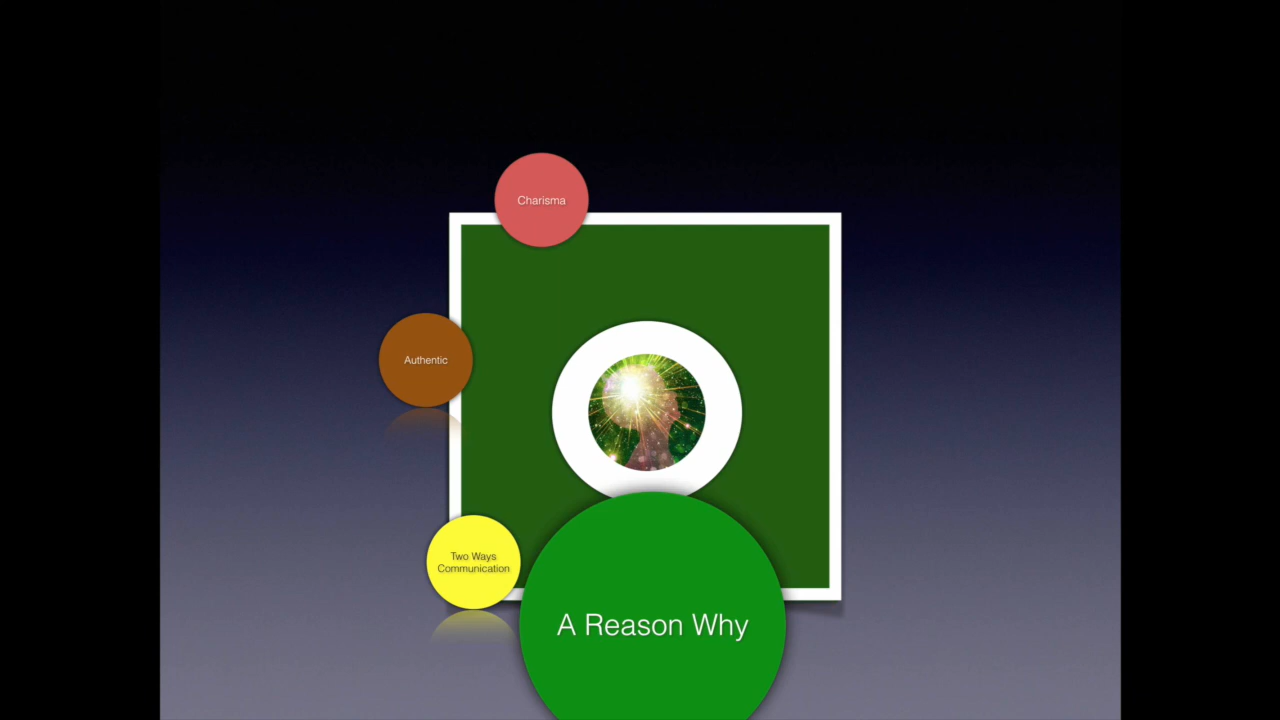 Charisma
Authentic
Two Ways
Communication
A Reason Why